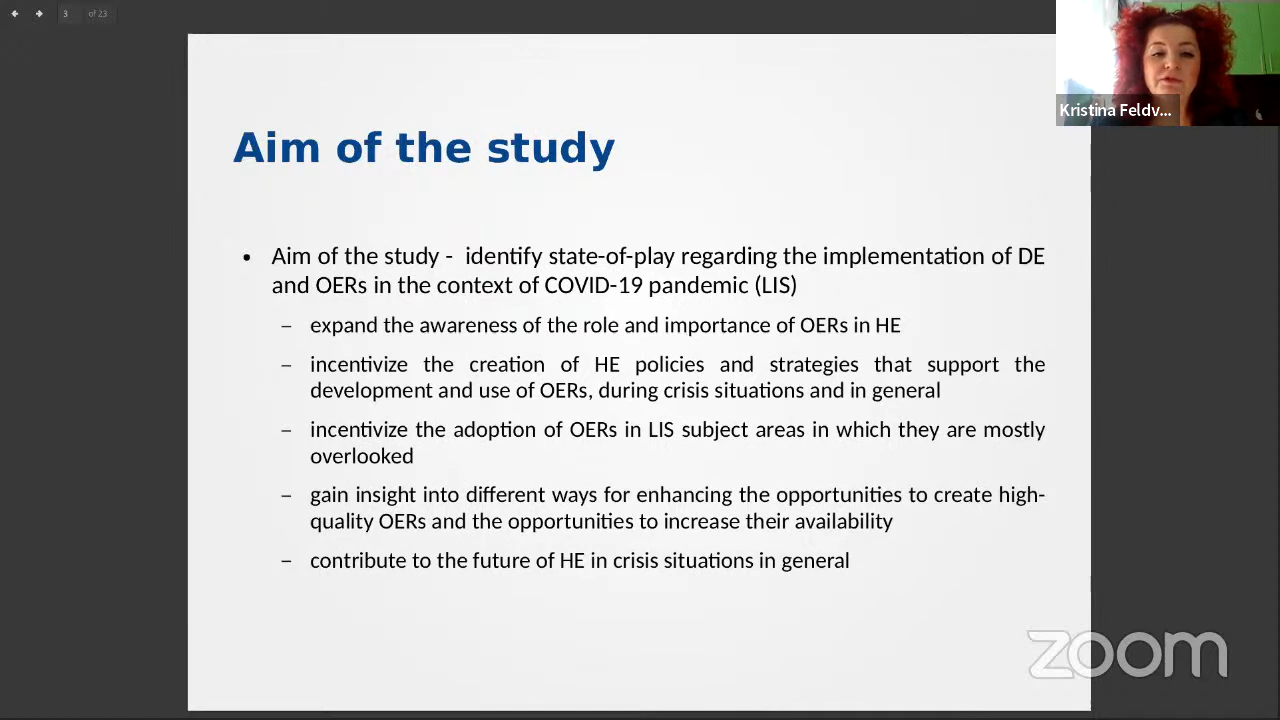 3 of 23
Kristina Feldv...
Aim of the study
• Aim of the study - identify state-of-play regarding the implementation of DE
and OERs in the context of COVID-19 pandemic (LIS)
– expand the awareness of the role and importance of OERs in HE
– incentivize the creation of HE policies and strategies that support the
development and use of OERs, during crisis situations and in general
– incentivize the adoption of OERs in LIS subject areas in which they are mostly
overlooked
– gain insight into different ways for enhancing the opportunities to create high-
quality OERs and the opportunities to increase their availability
– contribute to the future of HE in crisis situations in general
zoom